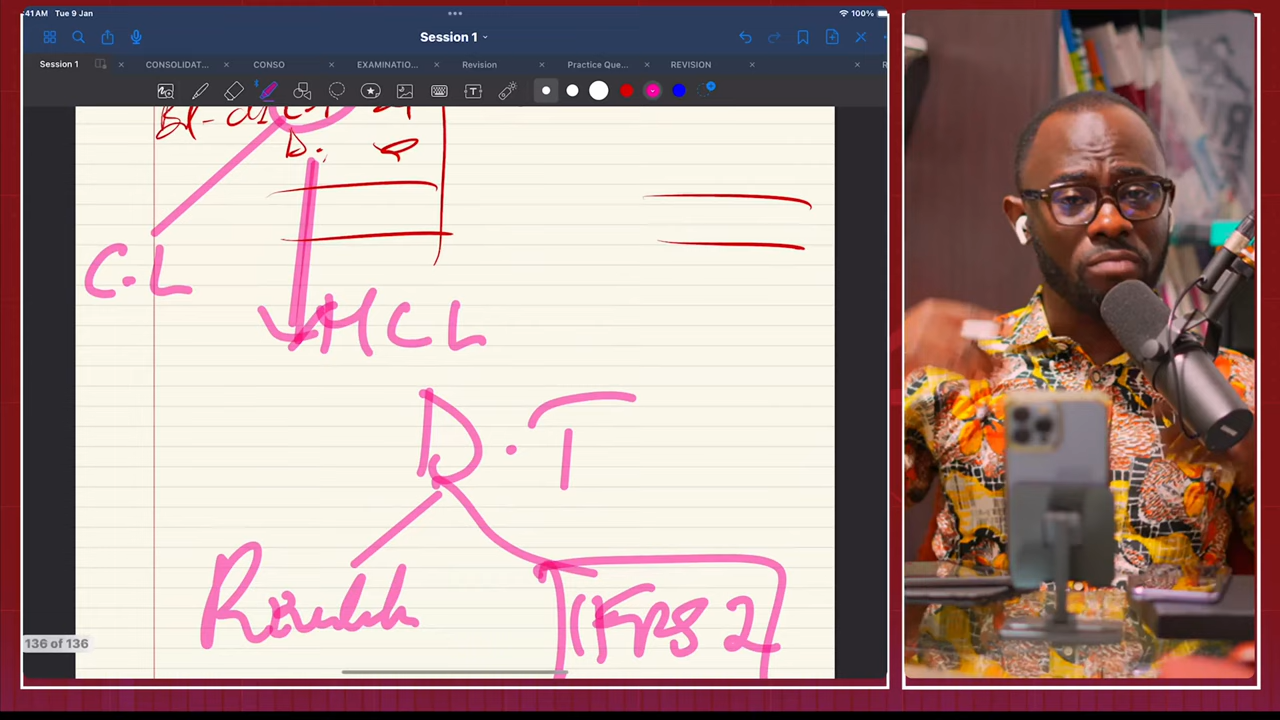 41 AM Tue 9 Jan
100%
Session 1
Session 1 CONSOLIDAT... CONSO EXAMINATIO... Revision Practice Que... REVISION
C.L
NCL
D.T
136 of 136
IFRS 2